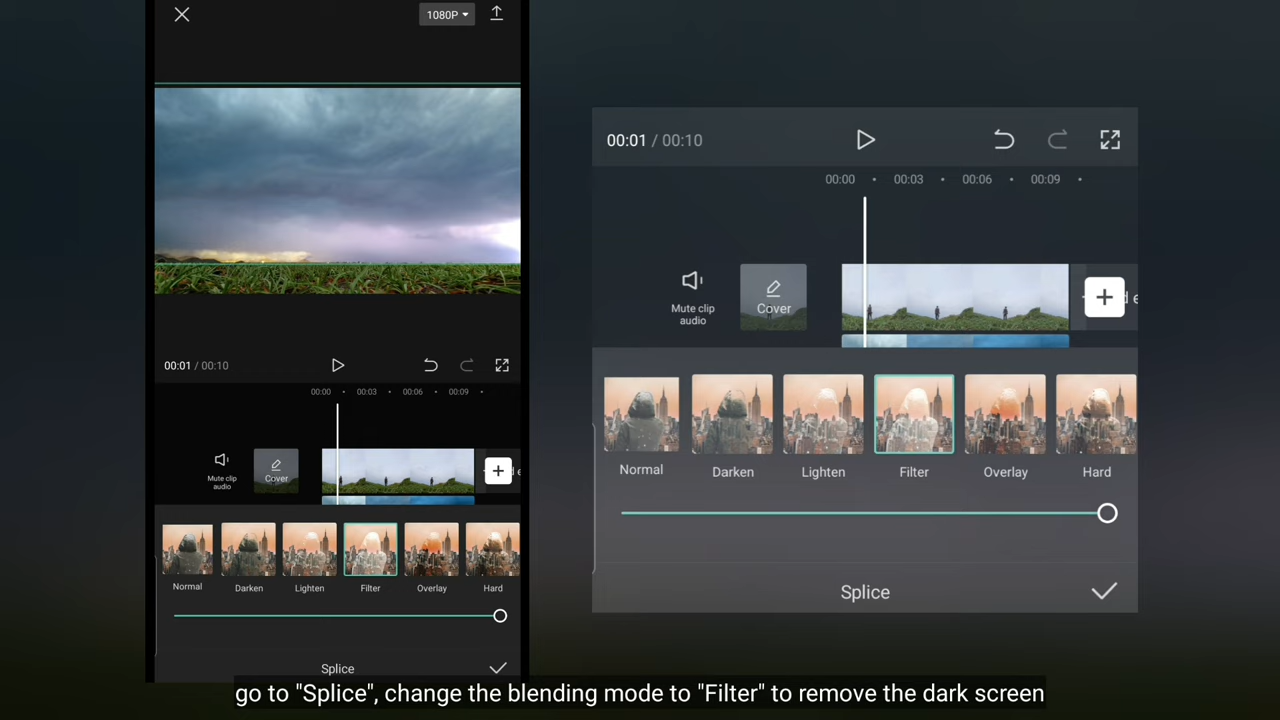 1080P
00:01 / 00:10
00:00 00:03 00:06 00:09
Mute clip
audio
Cover
Normal Darken Lighten Filter Overlay Hard
Splice
00:01 / 00:10
00:00 00:03 00:06 00:09
Mute clip
audio
Cover
Normal Darken Lighten Filter Overlay Hard
Splice
go to "Splice", change the blending mode to "Filter" to remove the dark screen